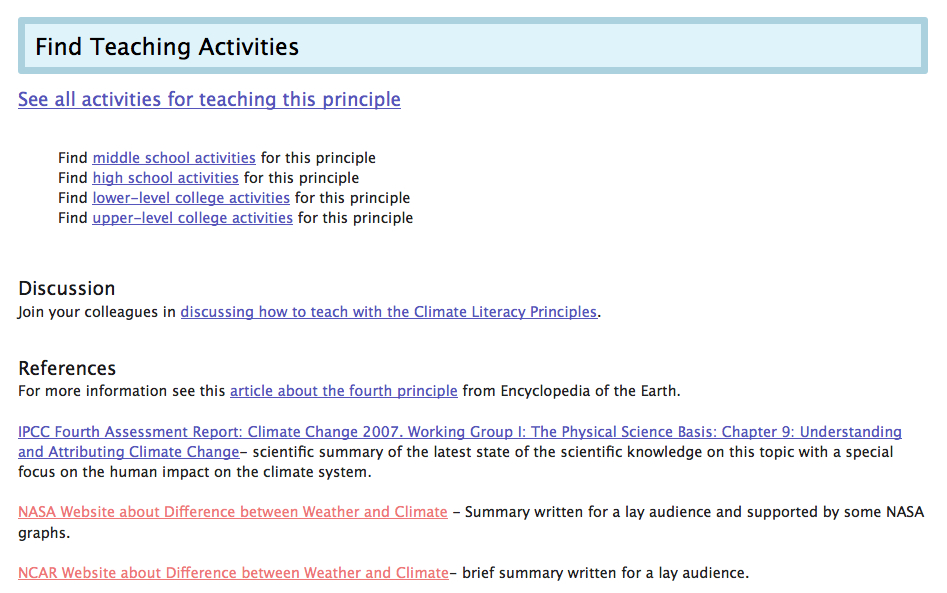 Find Teaching Activities
See all activities for teaching this principle
Find middle school activities for this principle
Find high school activities for this principle
Find lower-level college activities for this principle
Find upper-level college activities for this principle
Discussion
Join your colleagues in discussing how to teach with the Climate Literacy Principles.
References
For more information see this article about the fourth principle from Encyclopedia of the Earth.
IPCC Fourth Assessment Report: Climate Change 2007. Working Group I: The Physical Science Basis: Chapter 9: Understanding
and Attributing Climate Change- scientific summary of the latest state of the scientific knowledge on this topic with a special
focus on the human impact on the climate system.
NASA Website about Difference between Weather and Climate - Summary written for a lay audience and supported by some NASA
graphs.
NCAR Website about Difference between Weather and Climate- brief summary written for a lay audience.